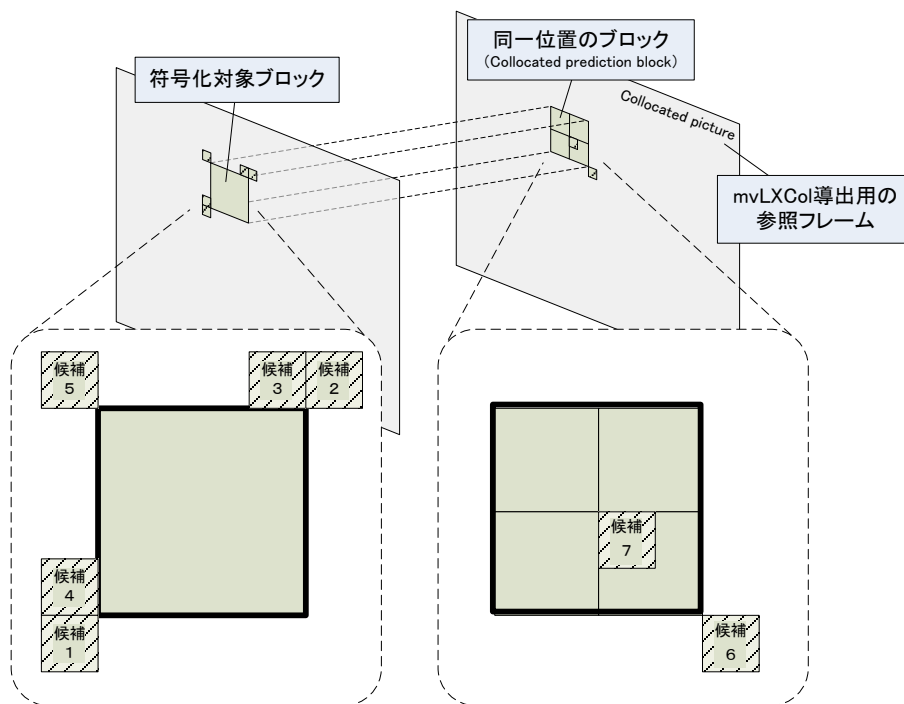 符号化対象ブロック
同一位置のブロック
(Collocated prediction block)
Collocated picture
mvLXCol導出用の
参照フレーム
候補
5
候補
3
候補
2
候補
4
候補
1
候補
7
候補
6